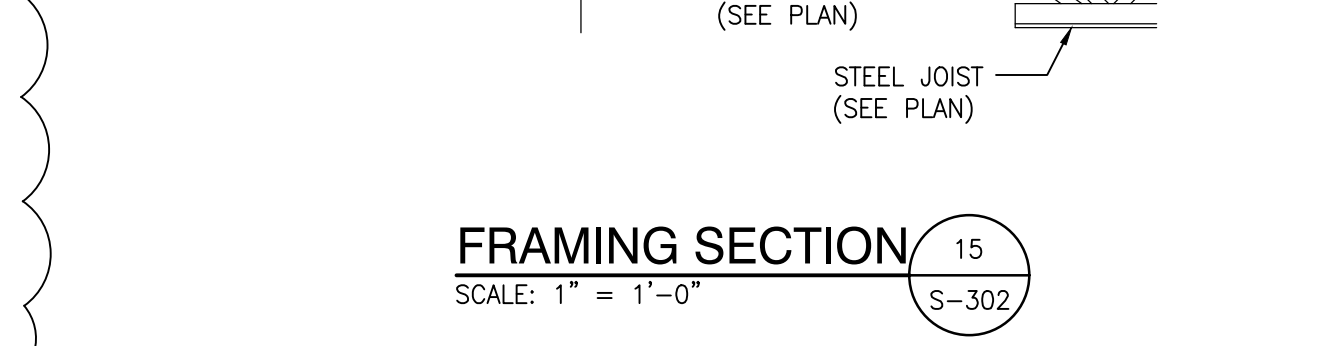 (SEE PLAN)
STEEL JOIST
(SEE PLAN)
FRAMING SECTION
15
SCALE: 1” = 1’-0”
S-302